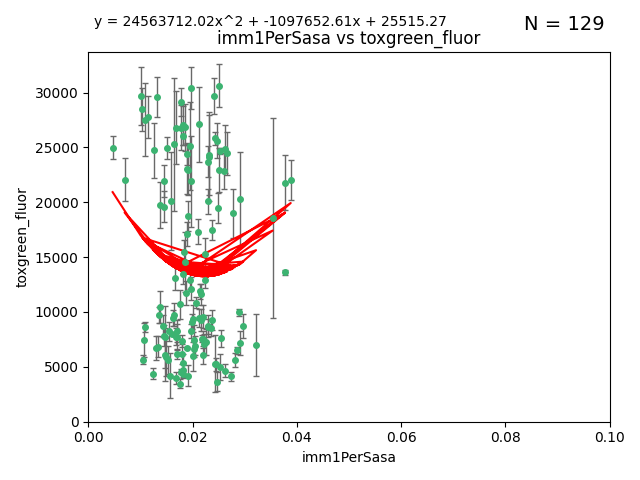 y = 24563712.02x^2 + -1097652.61x + 25515.27
N = 129
imm1PerSasa vs toxgreen_fluor
30000
25000
20000
15000
10000
5000
0
toxgreen_fluor
0.00 0.02 0.04 0.06 0.08 0.10
imm1PerSasa